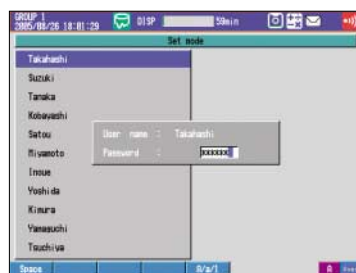 GROUP 1
2005/08/26 18:01:29 DISP 59min
Set mode
Takahashi
Suzuki
Tanaka
Kobayashi
Satou
Miyamoto
Inoue
Yoshida
Kimura
Yamaguchi
Tsuchiya
User name : Takahashi
Password :
Space
A/a/1
A